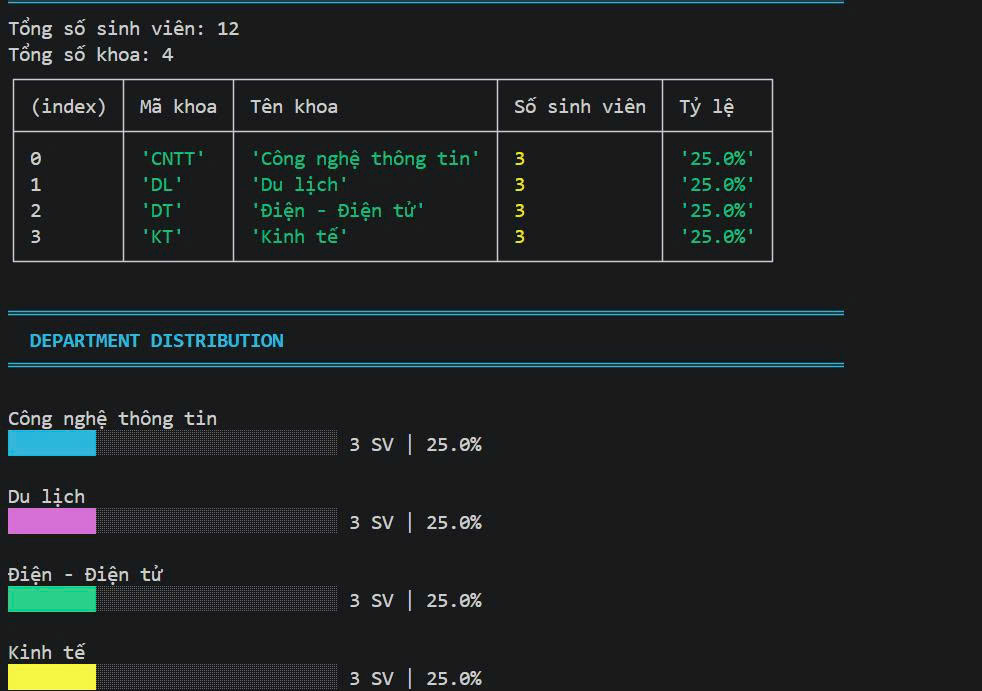 Tổng số sinh viên: 12
Tổng số khoa: 4
(index) Mã khoa Tên khoa Số sinh viên Tỷ lệ
0 'CNTT' 'Công nghệ thông tin' 3 '25.0%'
1 'DL' 'Du lịch' 3 '25.0%'
2 'DT' 'Điện - Điện tử' 3 '25.0%'
3 'KT' 'Kinh tế' 3 '25.0%'
DEPARTMENT DISTRIBUTION
Công nghệ thông tin
3 SV | 25.0%
Du lịch
3 SV | 25.0%
Điện - Điện tử
3 SV | 25.0%
Kinh tế
3 SV | 25.0%